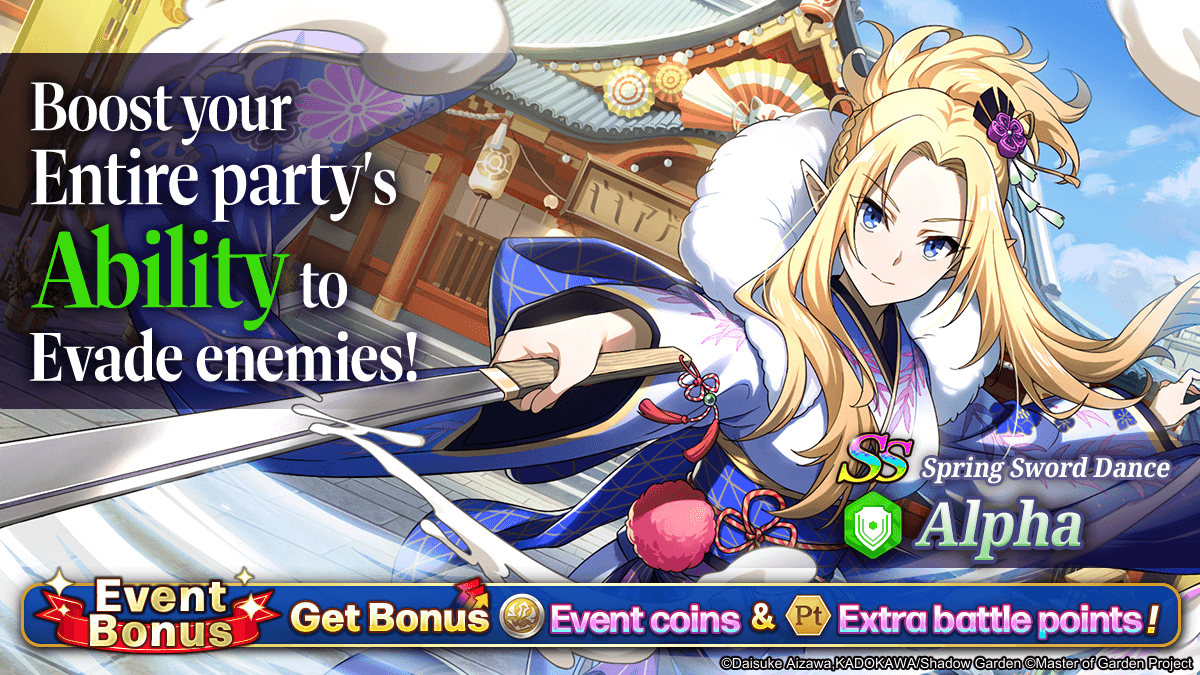 Boost your
Entire party's
Ability to
Evade enemies!
SS Spring Sword Dance
Alpha
Event
Bonus
Get Bonus Event coins & Pt Extra battle points!
©Daisuke Aizawa,KADOKAWA/Shadow Garden ©Master of Garden Project